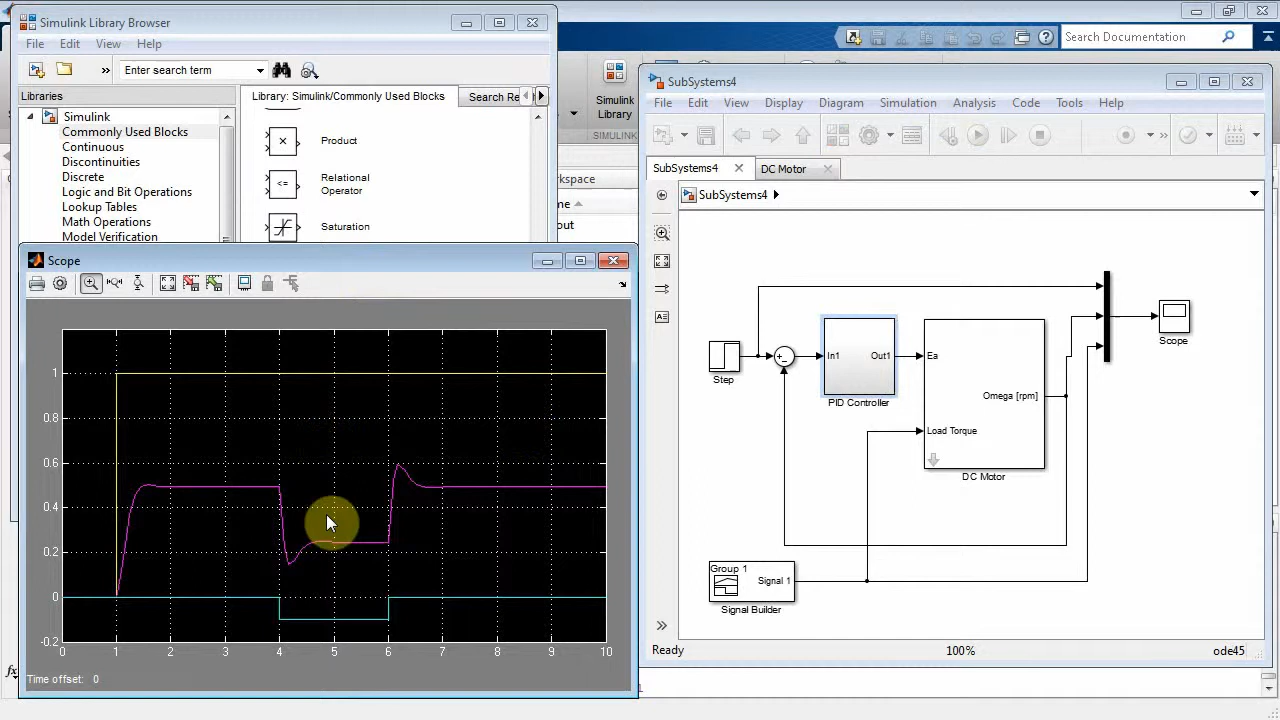 Simulink Library Browser
File Edit View Help
Enter search term
Libraries
Library: Simulink/Commonly Used Blocks
Search Re
Simulink
Commonly Used Blocks
Continuous
Discontinuities
Discrete
Logic and Bit Operations
Lookup Tables
Math Operations
Model Verification
×
Product
<=
Relational
Operator
Saturation
Search Documentation
Simulink
Library
SIMULINK
kspace
me
out
SubSystems4
File Edit View Display Diagram Simulation Analysis Code Tools Help
SubSystems4
DC Motor
SubSystems4
Step
In1
Out1
PID Controller
Ea
Omega [rpm]
Load Torque
DC Motor
Scope
Group 1
Signal 1
Signal Builder
Ready
100%
ode45
Scope
1
0.8
0.6
0.4
0.2
0
-0.2
0 1 2 3 4 5 6 7 8 9 10
Time offset: 0
fx